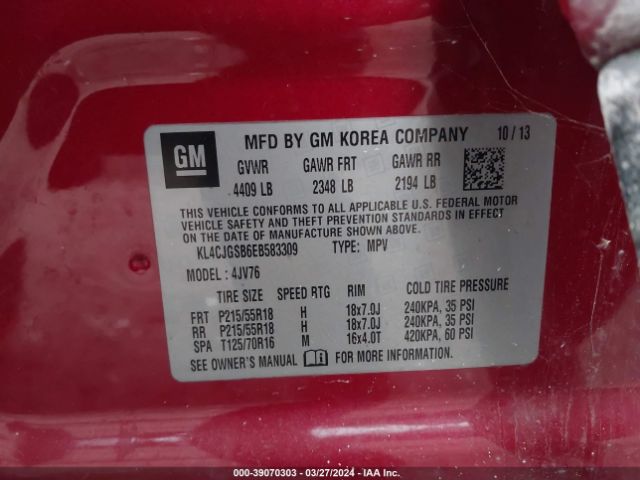 GM
MFD BY GM KOREA COMPANY 10/13
GVWR GAWR FRT GAWR RR
4409 LB 2348 LB 2194 LB
THIS VEHICLE CONFORMS TO ALL APPLICABLE U.S. FEDERAL MOTOR
VEHICLE SAFETY AND THEFT PREVENTION STANDARDS IN EFFECT
ON THE DATE OF MANUFACTURE SHOWN ABOVE.
KL4CJGSB6EB583309 TYPE: MPV
MODEL: 4JV76
TIRE SIZE SPEED RTG RIM COLD TIRE PRESSURE
FRT P215/55R18 H 18x7.0J 240KPA, 35 PSI
RR P215/55R18 H 18x7.0J 240KPA, 35 PSI
SPA T125/70R16 M 16x4.0T 420KPA, 60 PSI
SEE OWNER'S MANUAL FOR MORE INFORMATION.
000-39070303 - 03/27/2024 - IAA Inc.